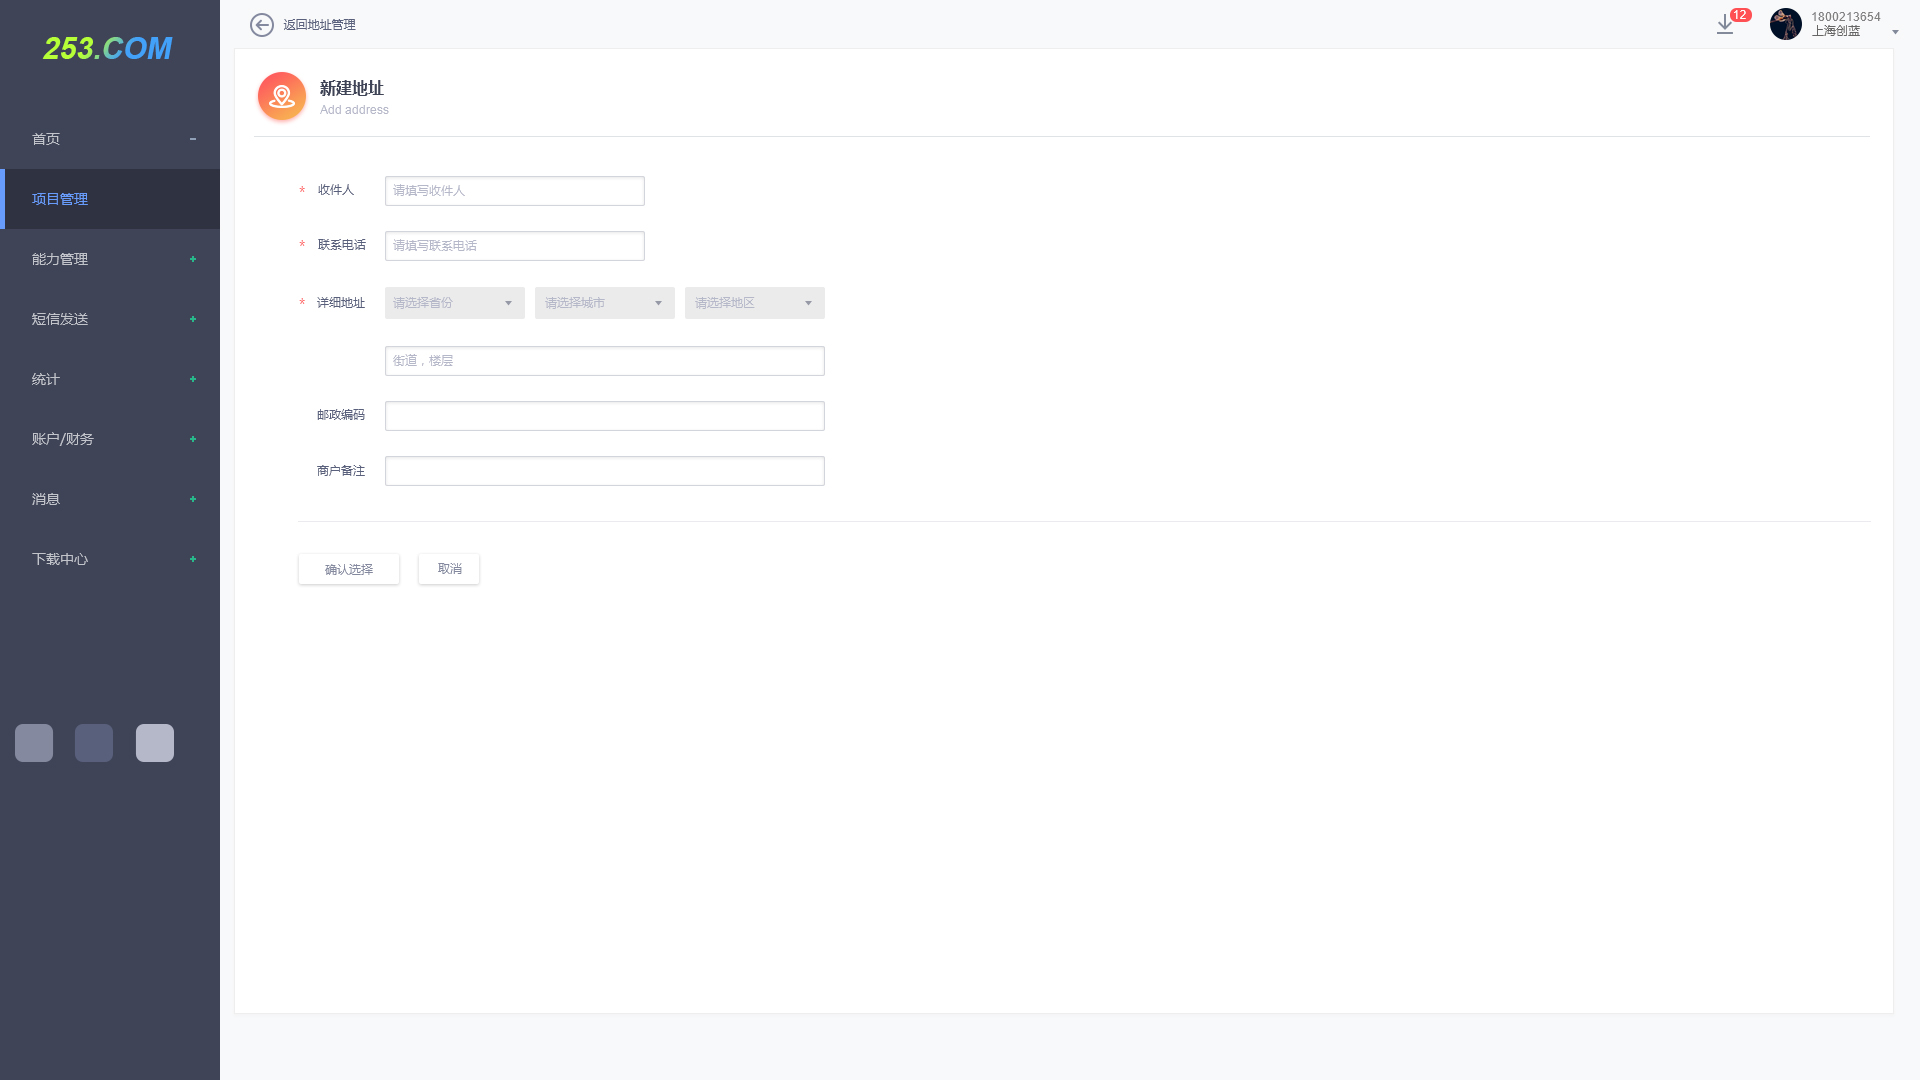 253.COM
返回地址管理
12
1800213654
上海创蓝
首页
项目管理
能力管理
短信发送
统计
账户/财务
消息
下载中心
新建地址
Add address
* 收件人 请填写收件人
* 联系电话 请填写联系电话
* 详细地址 请选择省份 请选择城市 请选择地区
街道，楼层
邮政编码
商户备注
确认选择 取消